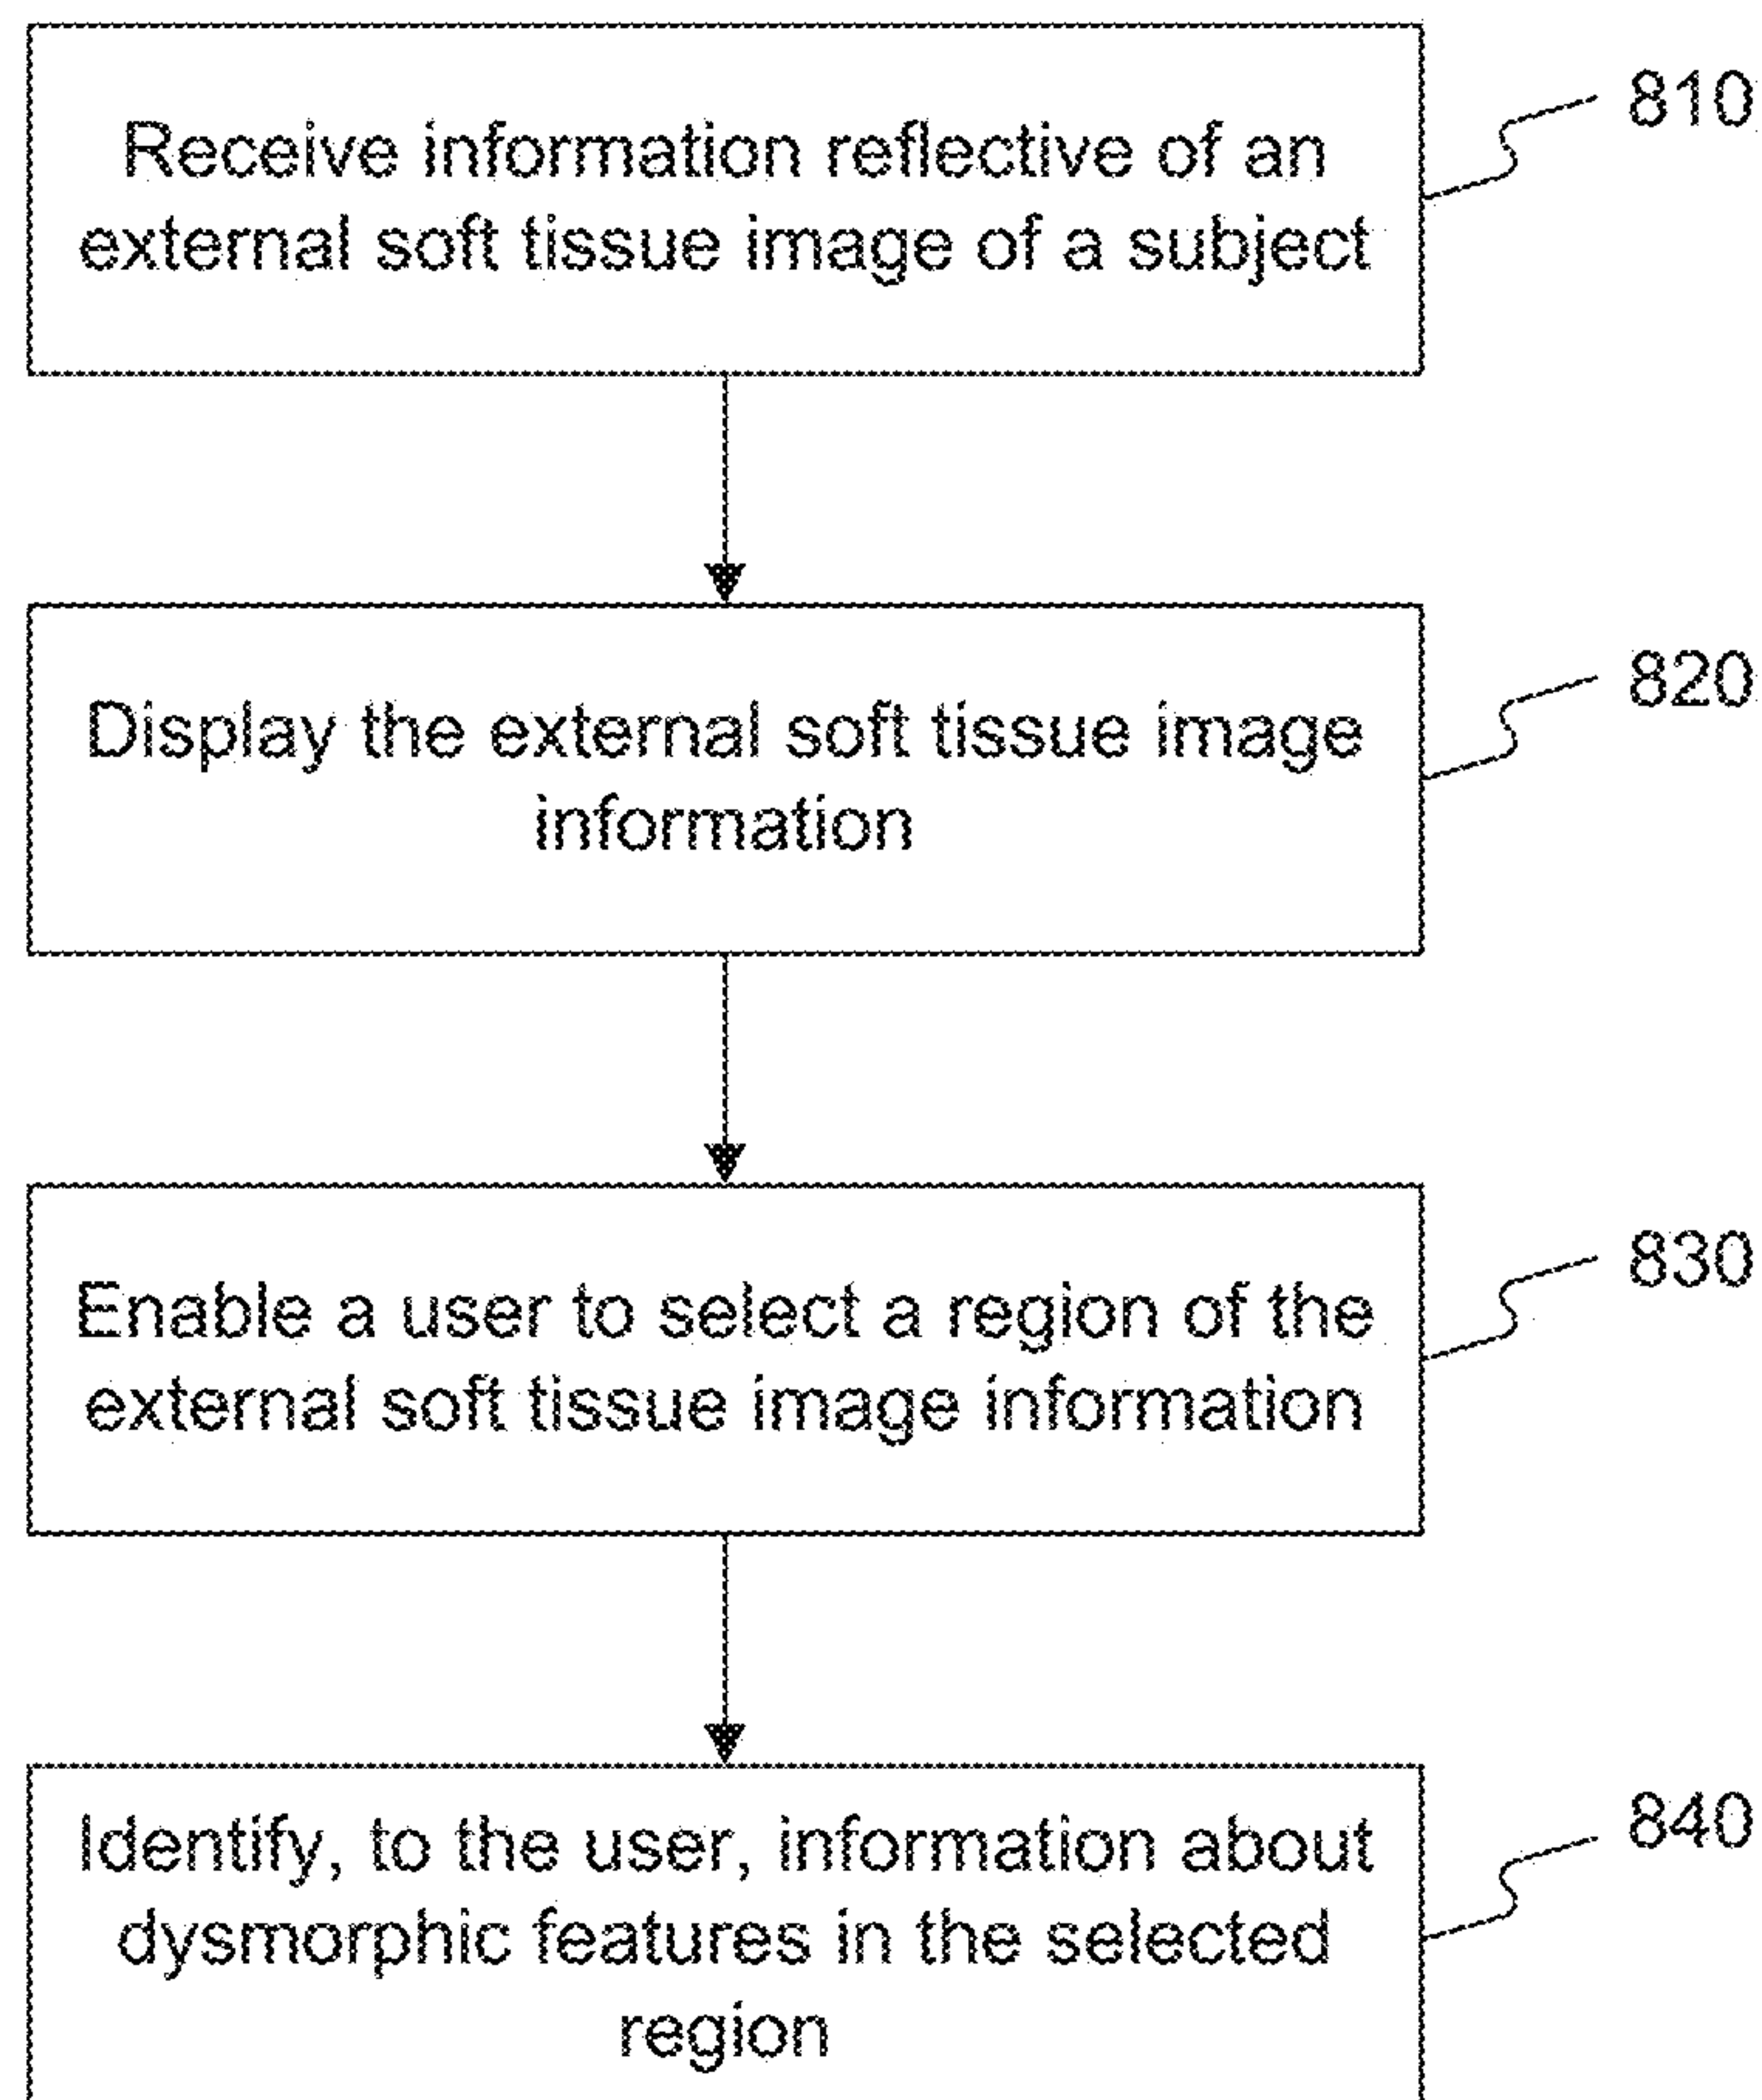 Receive information reflective of an
external soft tissue image of a subject
810
Display the external soft tissue image
information
820
Enable a user to select a region of the
external soft tissue image information
830
Identify, to the user, information about
dysmorphic features in the selected
region
840